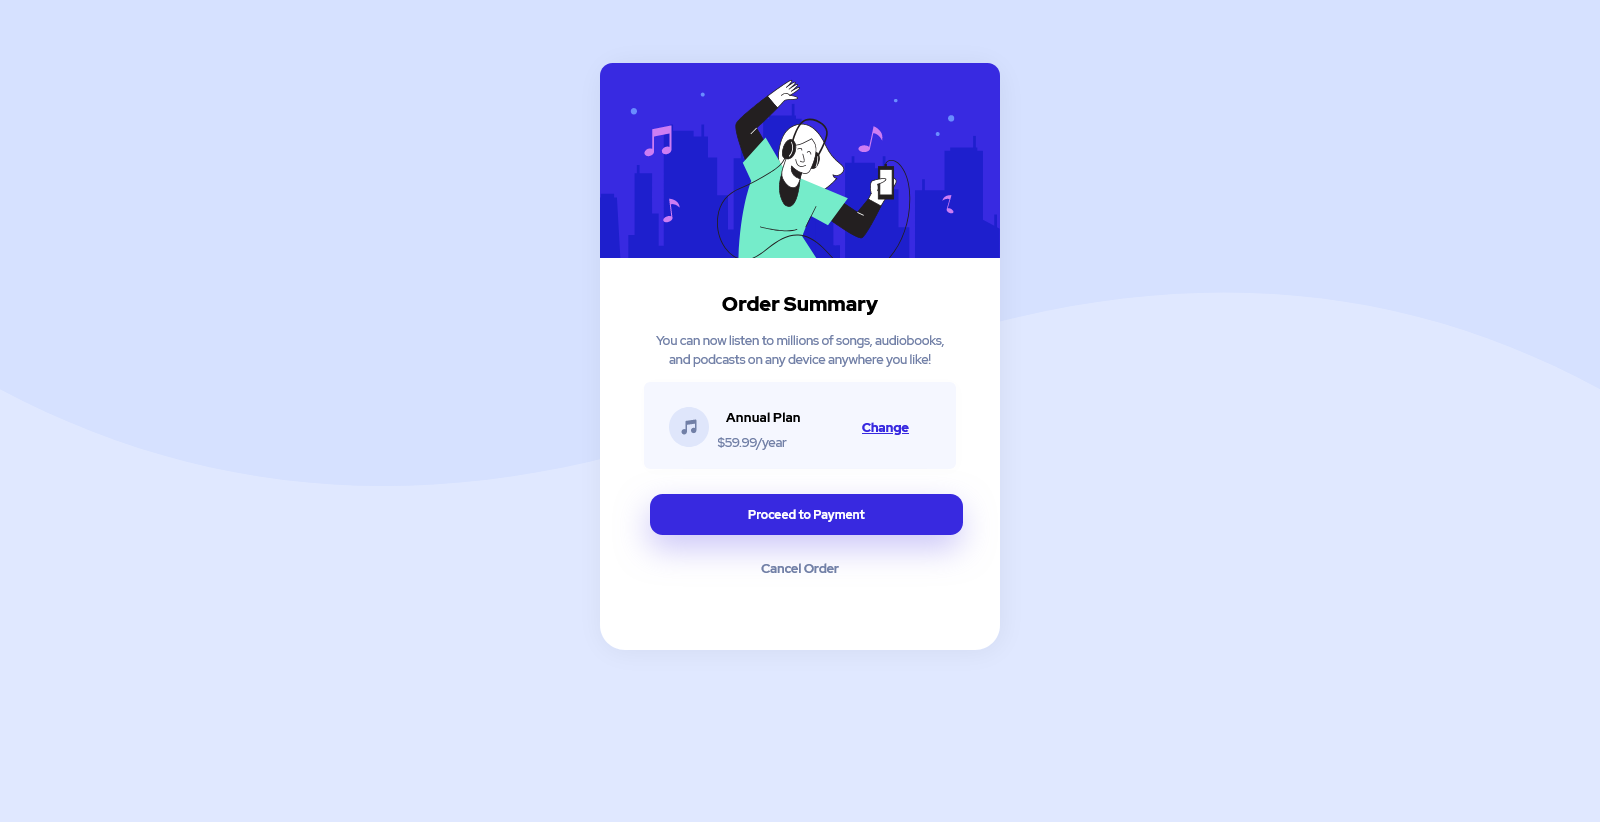 Order Summary
You can now listen to millions of songs, audiobooks,
and podcasts on any device anywhere you like!
Annual Plan
$59.99/year
Change
Proceed to Payment
Cancel Order